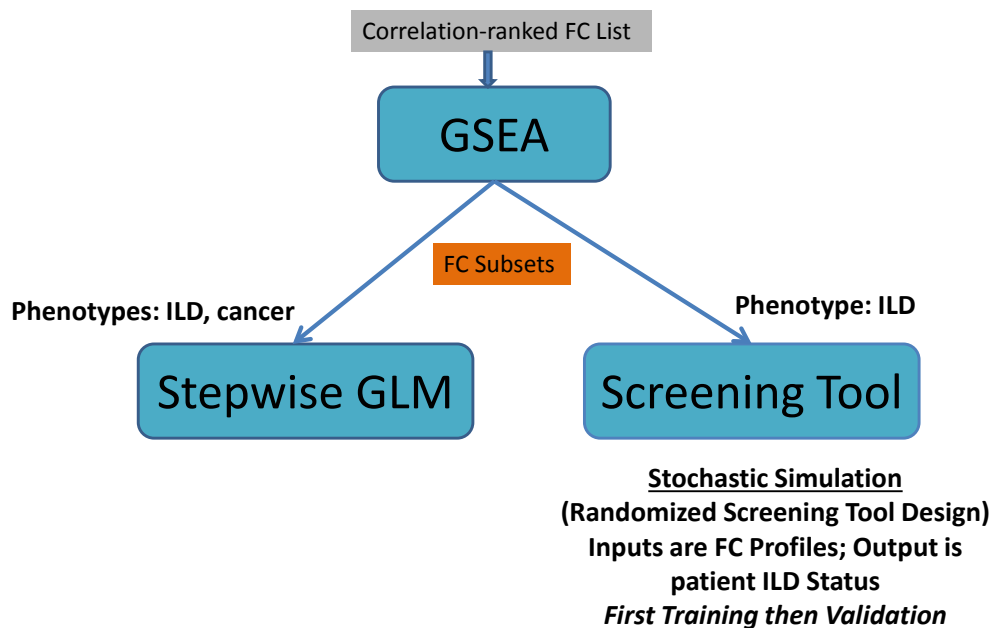 Correlation-ranked FC List
GSEA
FC Subsets
Phenotypes: ILD, cancer
Phenotype: ILD
Stepwise GLM
Screening Tool
Stochastic Simulation
(Randomized Screening Tool Design)
Inputs are FC Profiles; Output is
patient ILD Status
First Training then Validation